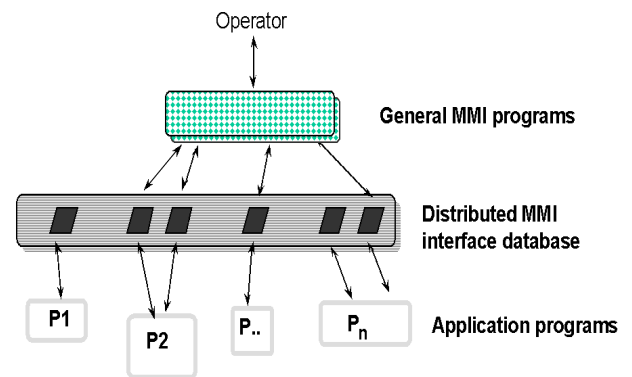 Operator
General MMI programs
Distributed MMI
interface database
P1
P2
P..
Pn
Application programs